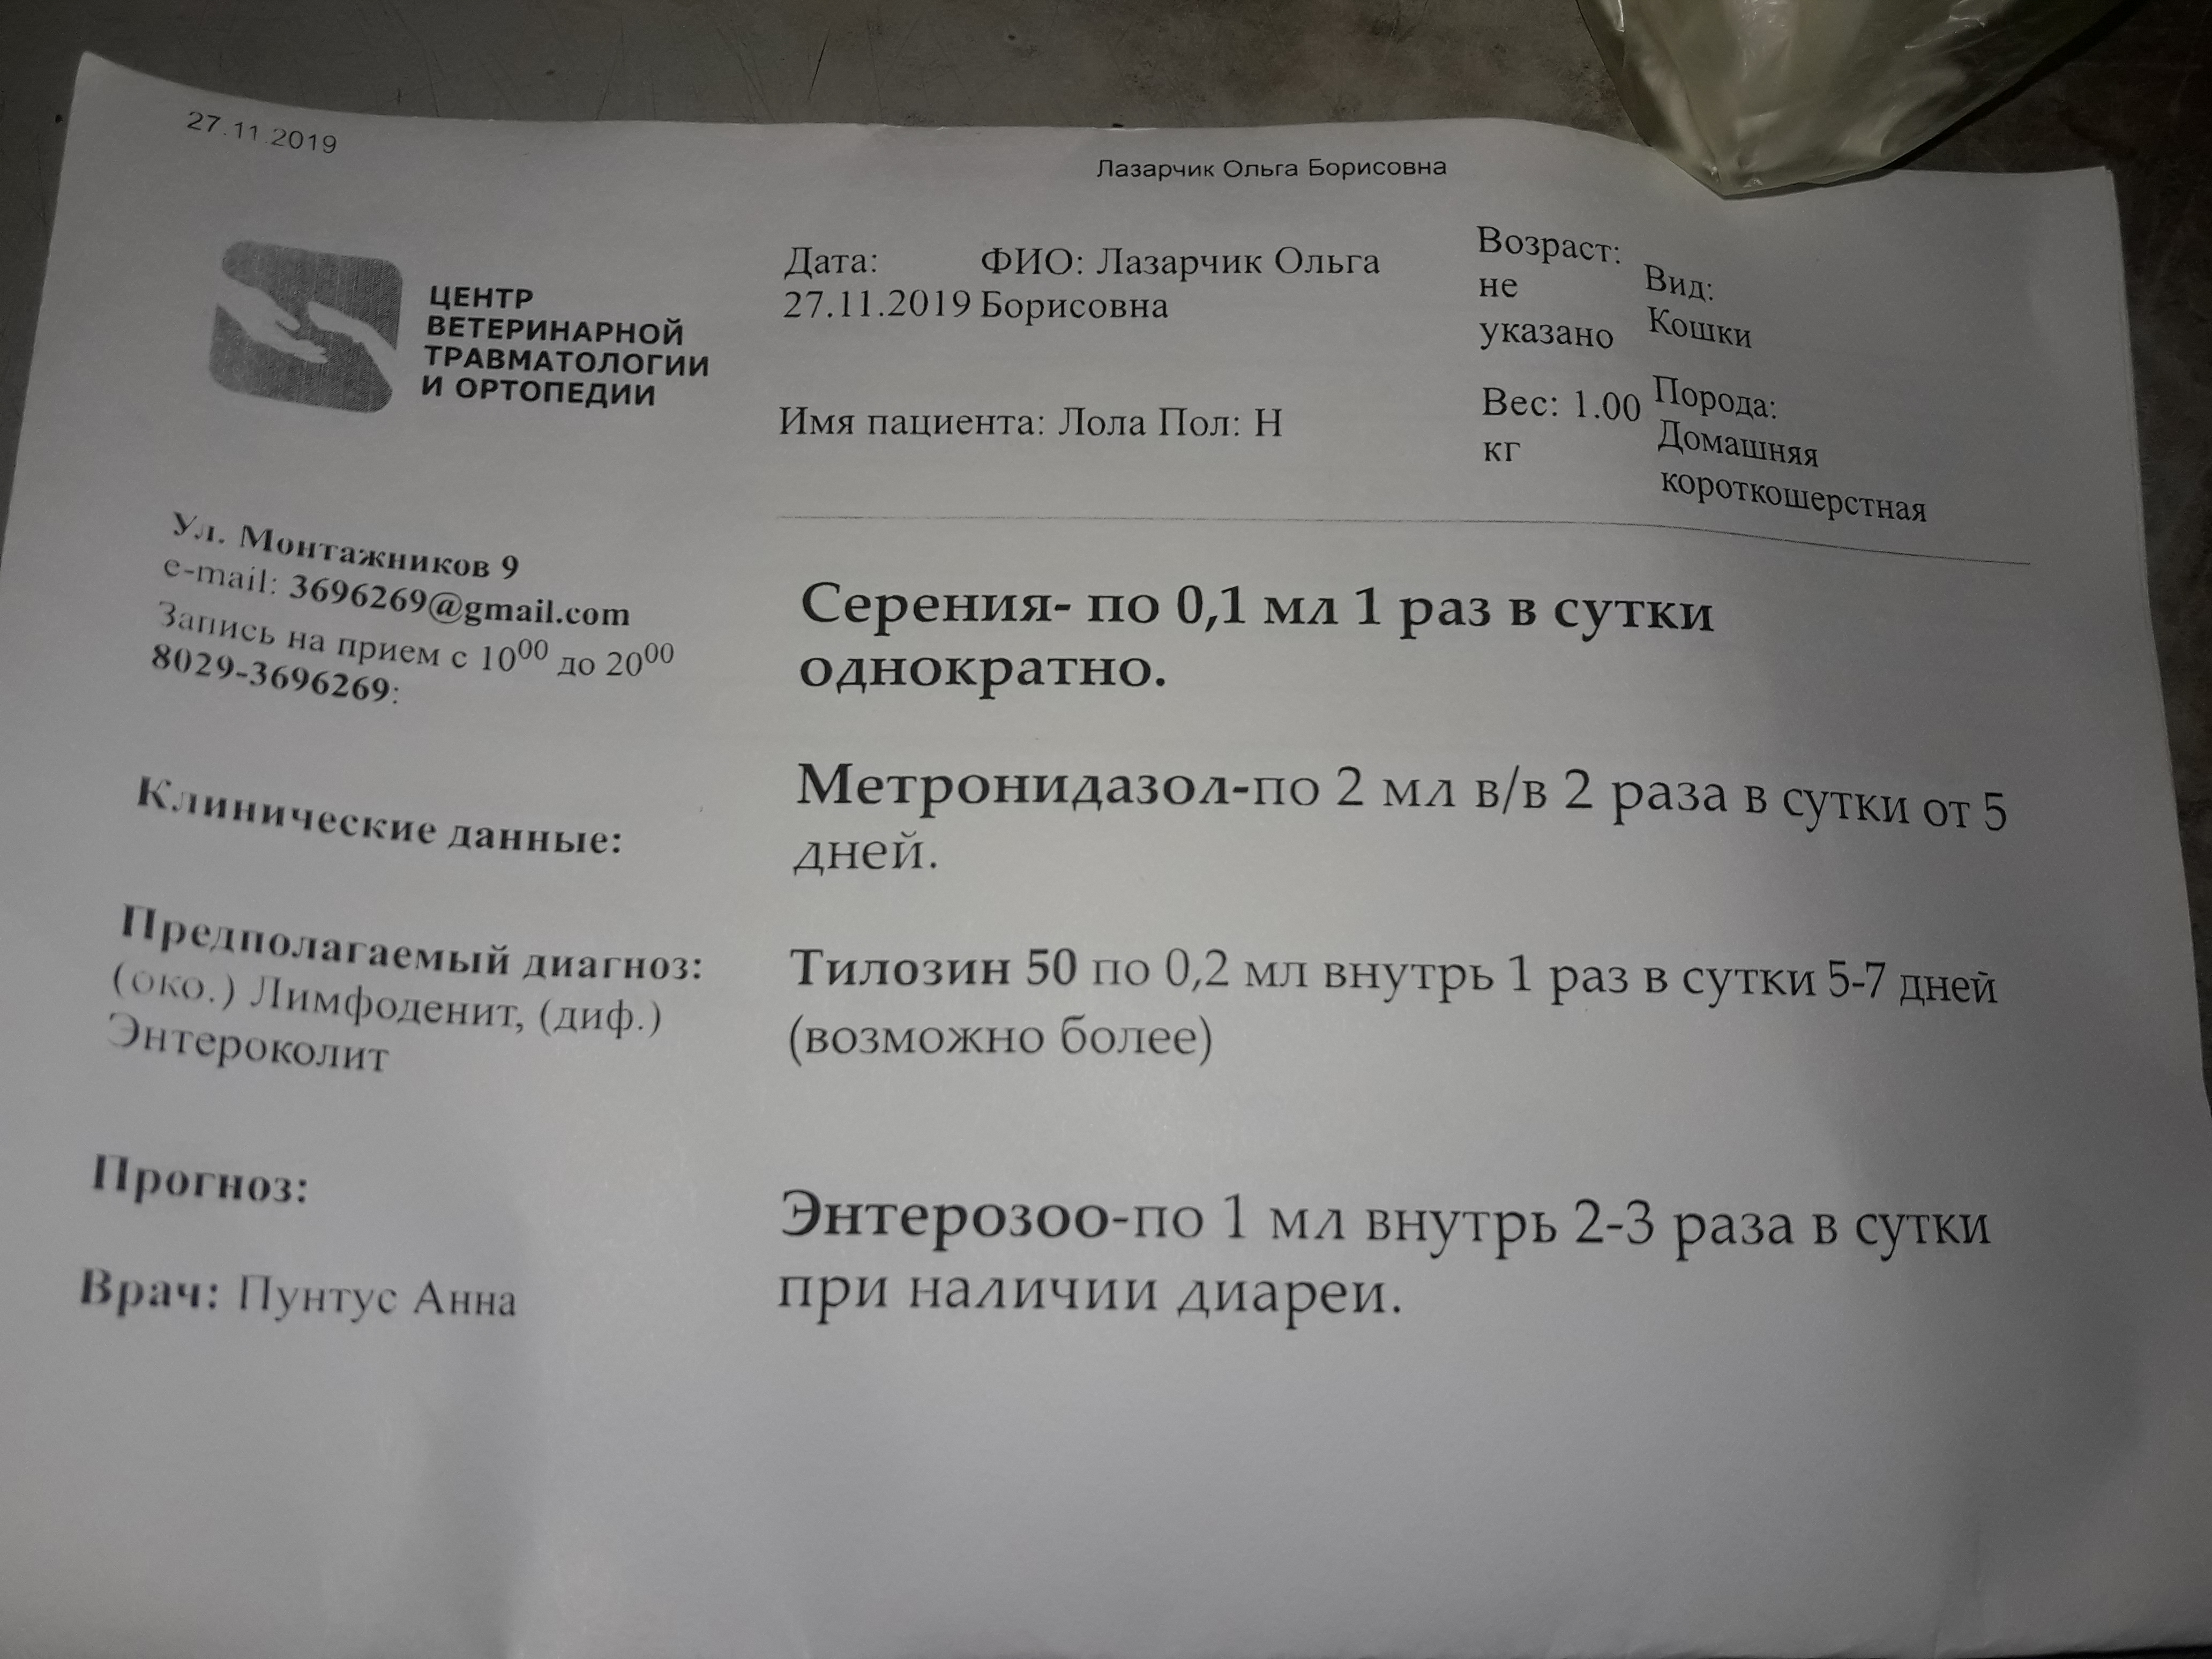 27.11.2019
Лазарчик Ольга Борисовна
ЦЕНТР
ВЕТЕРИНАРНОЙ
ТРАВМАТОЛОГИИ
И ОРТОПЕДИИ
Дата:
27.11.2019
ФИО: Лазарчик Ольга
Борисовна
Возраст:
не
указано
Вид:
Кошки
Имя пациента: Лола Пол: Н
Вес: 1.00
кг
Порода:
Домашняя
короткошерстная
Ул. Монтажников 9
e-mail: 3696269@gmail.com
Запись на прием с 10⁰⁰ до 20⁰⁰
8029-3696269:
Клинические данные:
Предполагаемый диагноз:
(око.) Лимфоденит, (диф.)
Энтероколит
Прогноз:
Врач: Пунтус Анна
Серения- по 0,1 мл 1 раз в сутки
однократно.
Метронидазол-по 2 мл в/в 2 раза в сутки от 5
дней.
Тилозин 50 по 0,2 мл внутрь 1 раз в сутки 5-7 дней
(возможно более)
Энтерозоо-по 1 мл внутрь 2-3 раза в сутки
при наличии диареи.